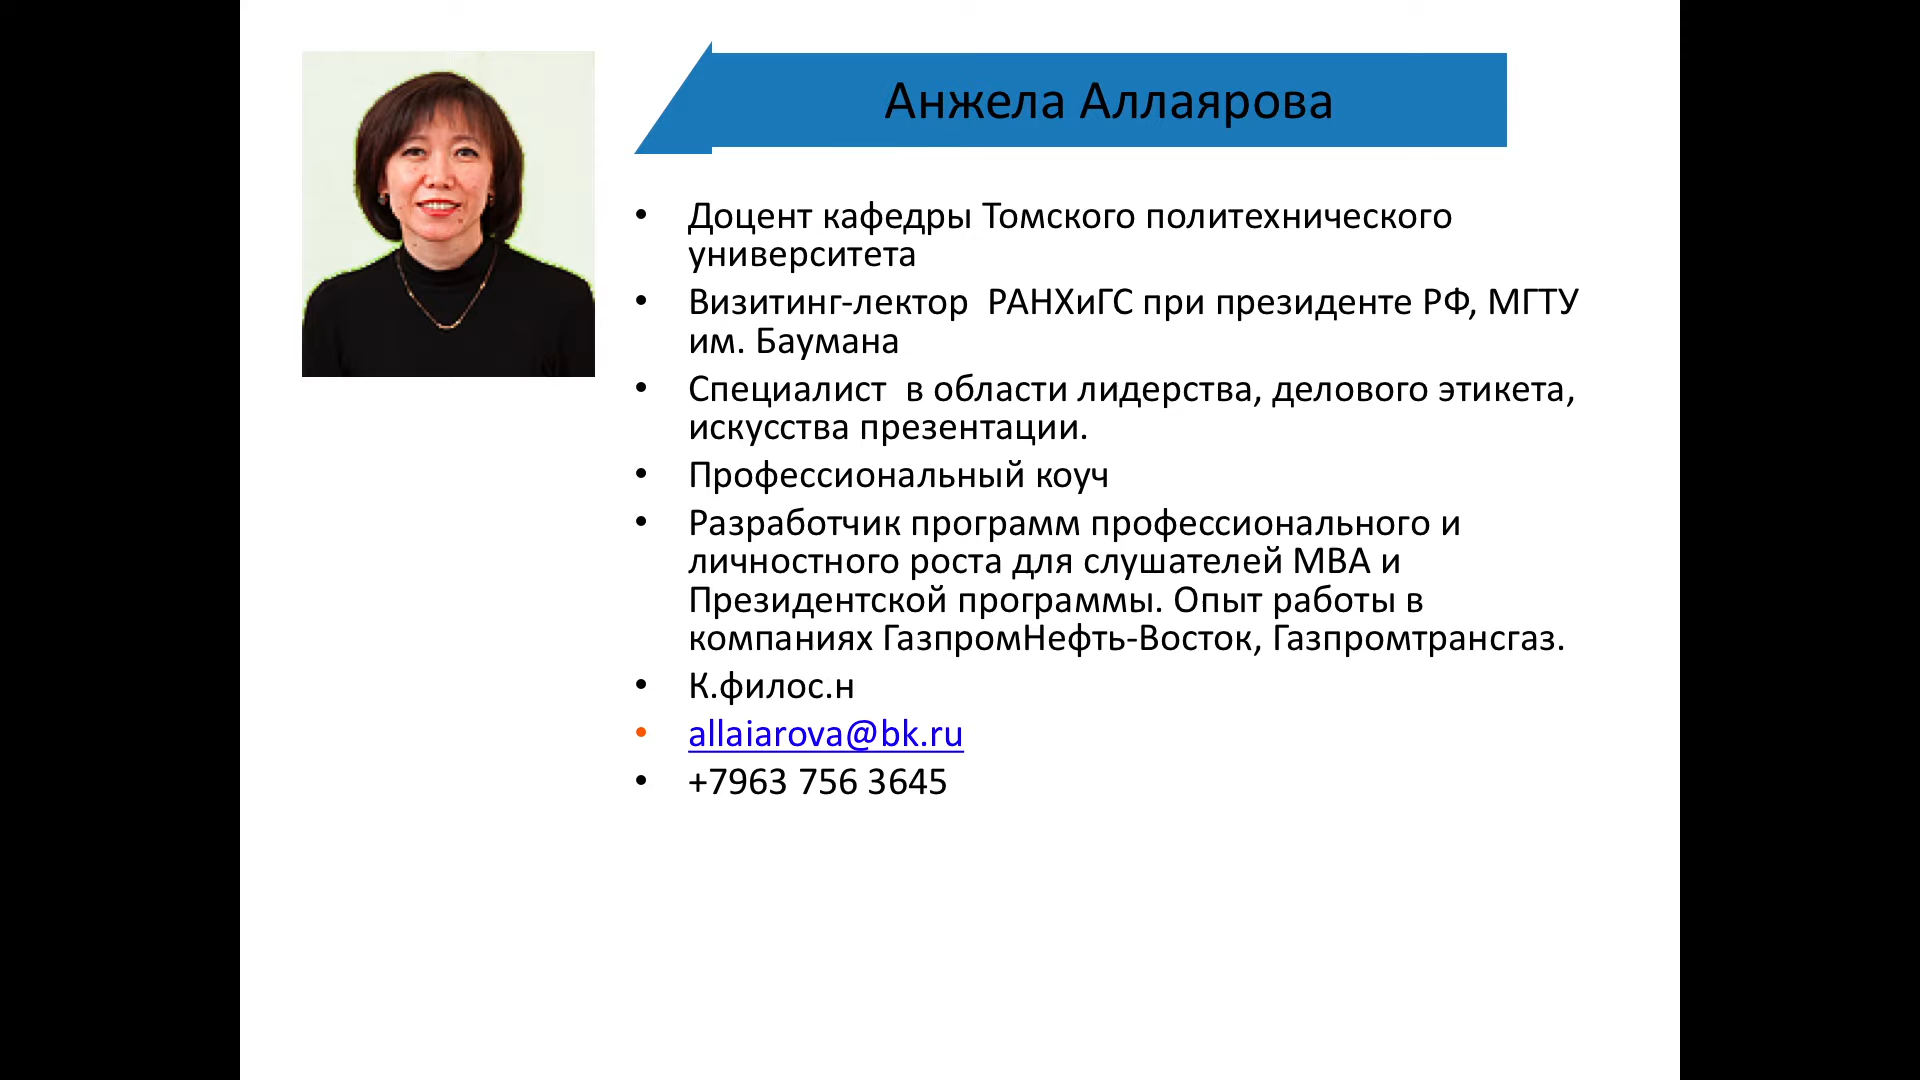 Анжела Аллаярова
• Доцент кафедры Томского политехнического
университета
• Визитинг-лектор  РАНХиГС при президенте РФ, МГТУ
им. Баумана
• Специалист  в области лидерства, делового этикета,
искусства презентации.
• Профессиональный коуч
• Разработчик программ профессионального и
личностного роста для слушателей МВА и
Президентской программы. Опыт работы в
компаниях ГазпромНефть-Восток, Газпромтрансгаз.
• К.филос.н
• allaiarova@bk.ru
• +7963 756 3645